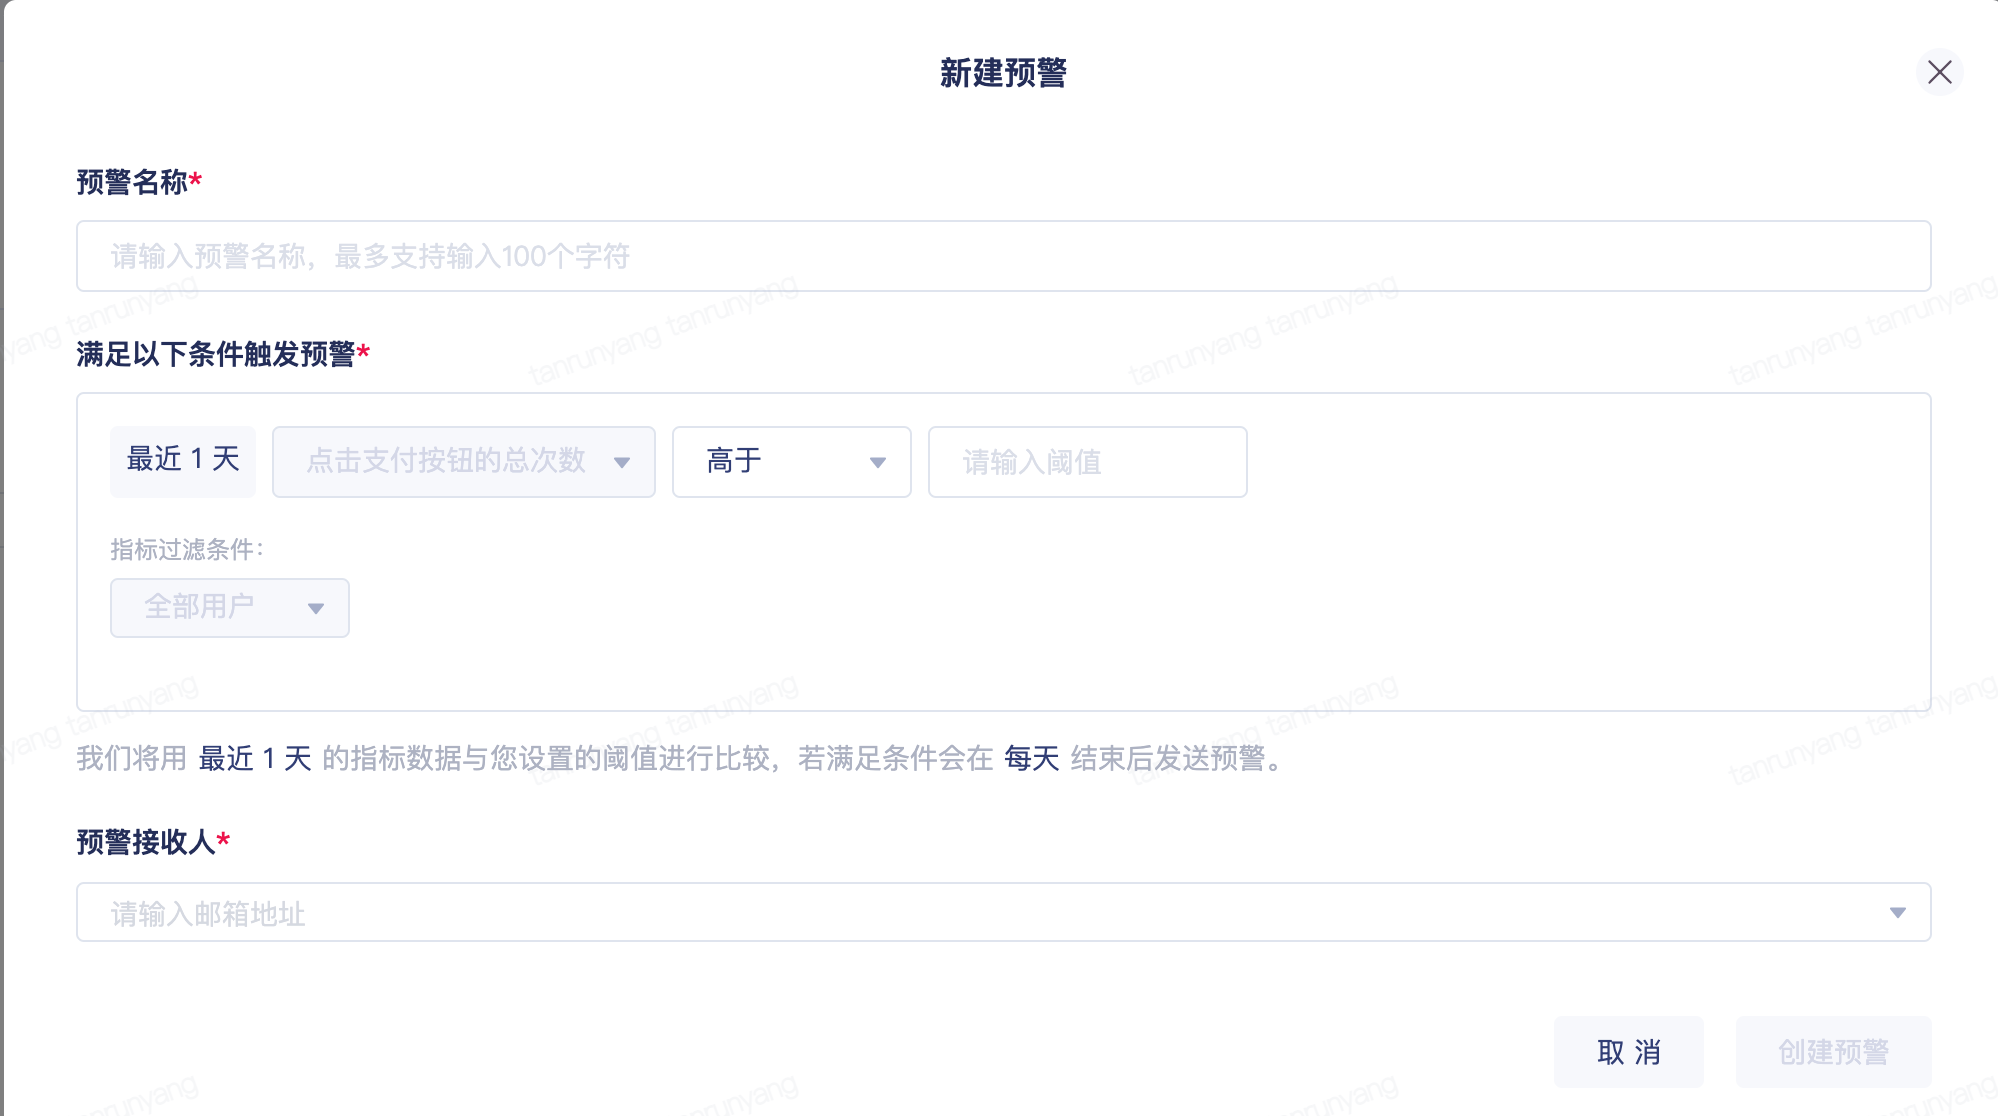 新建预警
预警名称*
请输入预警名称，最多支持输入100个字符
满足以下条件触发预警*
最近 1 天 点击支付按钮的总次数 高于 请输入阈值
指标过滤条件：
全部用户
我们将用 最近 1 天 的指标数据与您设置的阈值进行比较，若满足条件会在 每天 结束后发送预警。
预警接收人*
请输入邮箱地址
取 消 创建预警
tanrunyang tanrunyang